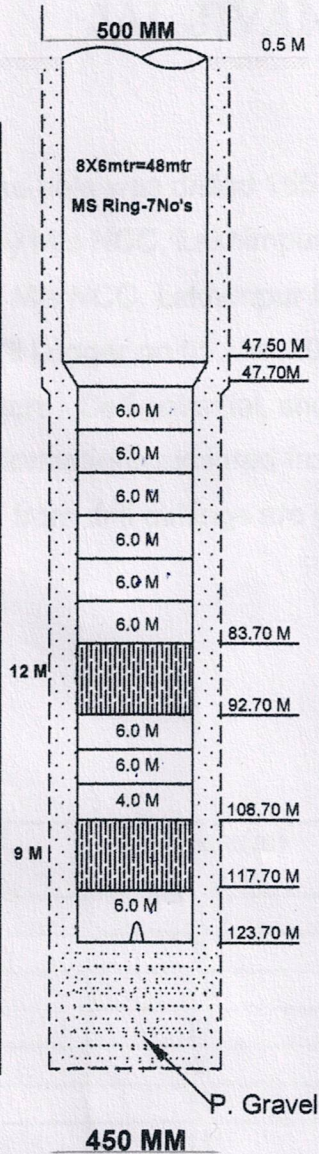 500 MM
0.5 M
8X6mtr=48mtr
MS Ring-7No's
47.50 M
47.70M
6.0 M
6.0 M
6.0 M
6.0 M
6.0 M
6.0 M
83.70 M
12 M
92.70 M
6.0 M
6.0 M
4.0 M
108.70 M
9 M
117.70 M
6.0 M
123.70 M
P. Gravel
450 MM